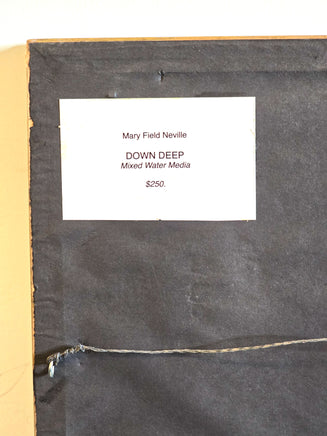 Mary Field Neville
DOWN DEEP
Mixed Water Media
$250.